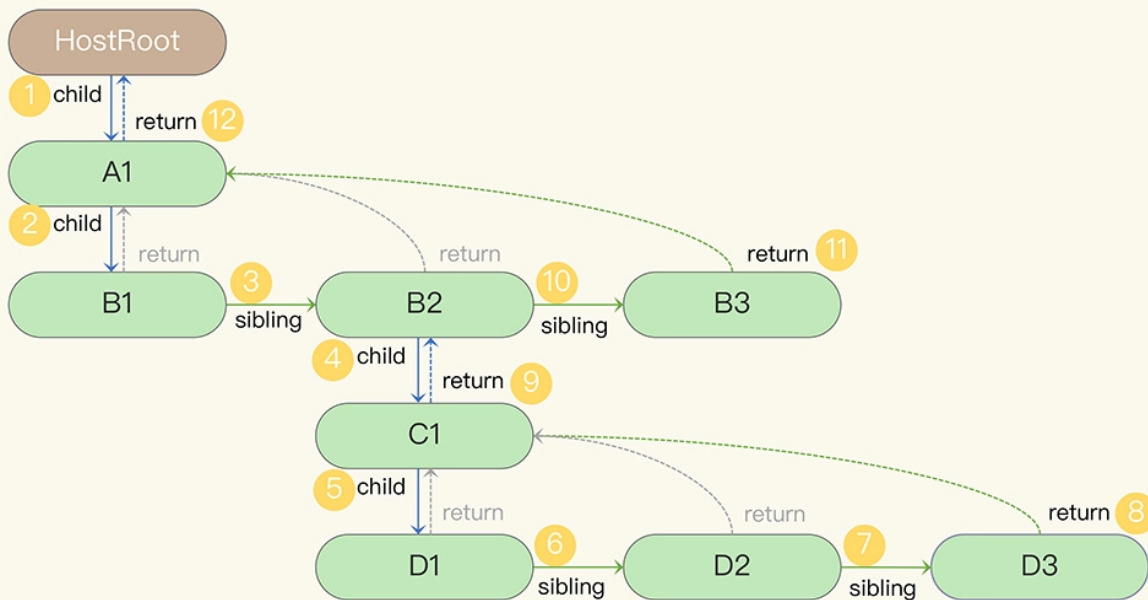 HostRoot
1 child
return 12
A1
2 child
return
return
return 11
B1
3
sibling
B2
10
sibling
B3
4 child
return 9
C1
5 child
return
return
return 8
D1
6
sibling
D2
7
sibling
D3